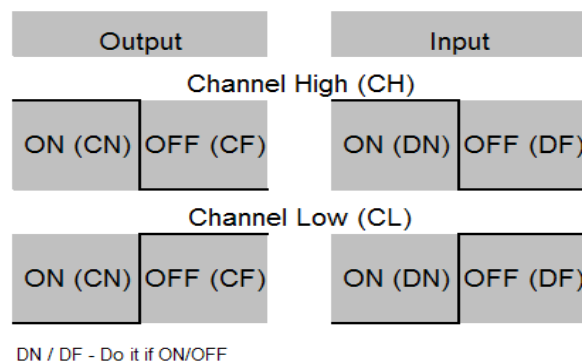 Output Input
Channel High (CH)
ON (CN) OFF (CF) ON (DN) OFF (DF)
Channel Low (CL)
ON (CN) OFF (CF) ON (DN) OFF (DF)
DN / DF - Do it if ON/OFF